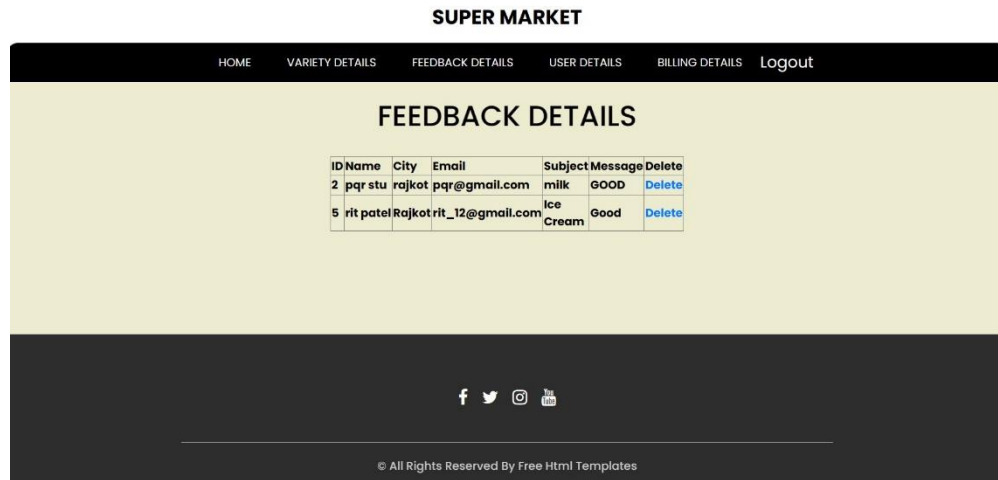 SUPER MARKET
HOME VARIETY DETAILS FEEDBACK DETAILS USER DETAILS BILLING DETAILS Logout
FEEDBACK DETAILS
ID Name City Email Subject Message Delete
2 pqr stu rajkot pqr@gmail.com milk GOOD Delete
5 rit patel Rajkot rit_12@gmail.com Ice Cream Good Delete
You Tube
© All Rights Reserved By Free Html Templates